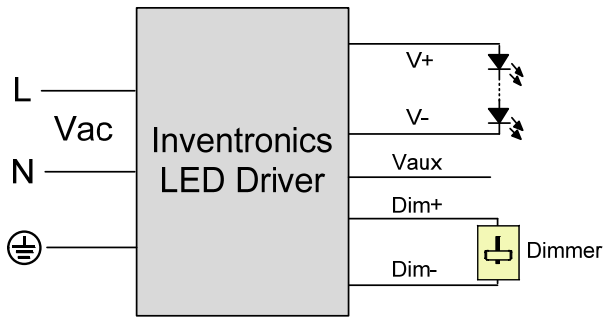 L
Vac
N
Inventronics
LED Driver
V+
V-
Vaux
Dim+
Dim-
Dimmer